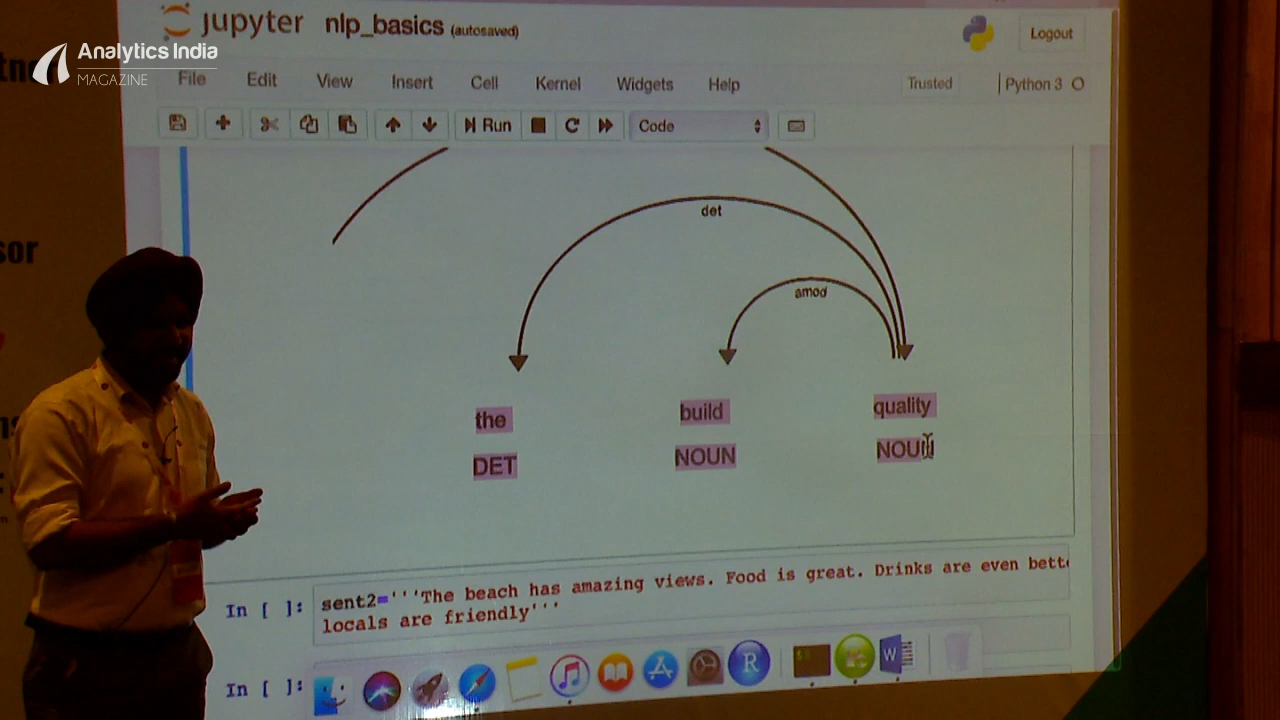 Analytics India
MAGAZINE
jupyter nlp_basics (autosaved)
Logout
File Edit View Insert Cell Kernel Widgets Help
Trusted | Python 3
Run
Code
det
amod
sor
the build quality
DET NOUN NOUN
In [ ]: sent2='''The beach has amazing views. Food is great. Drinks are even bett
locals are friendly'''
In [ ]:
R
W